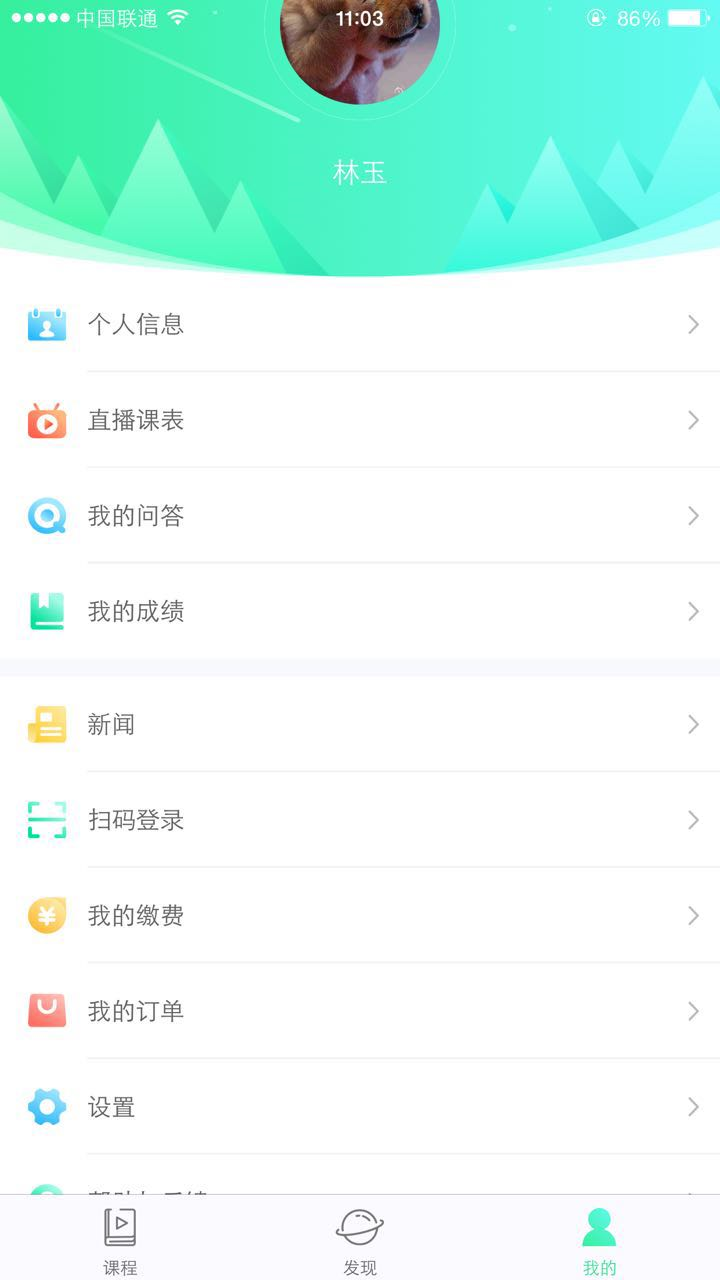 中国联通 11:03 86%
林玉
个人信息
直播课表
我的问答
我的成绩
新闻
扫码登录
我的缴费
我的订单
设置
课程 发现 我的